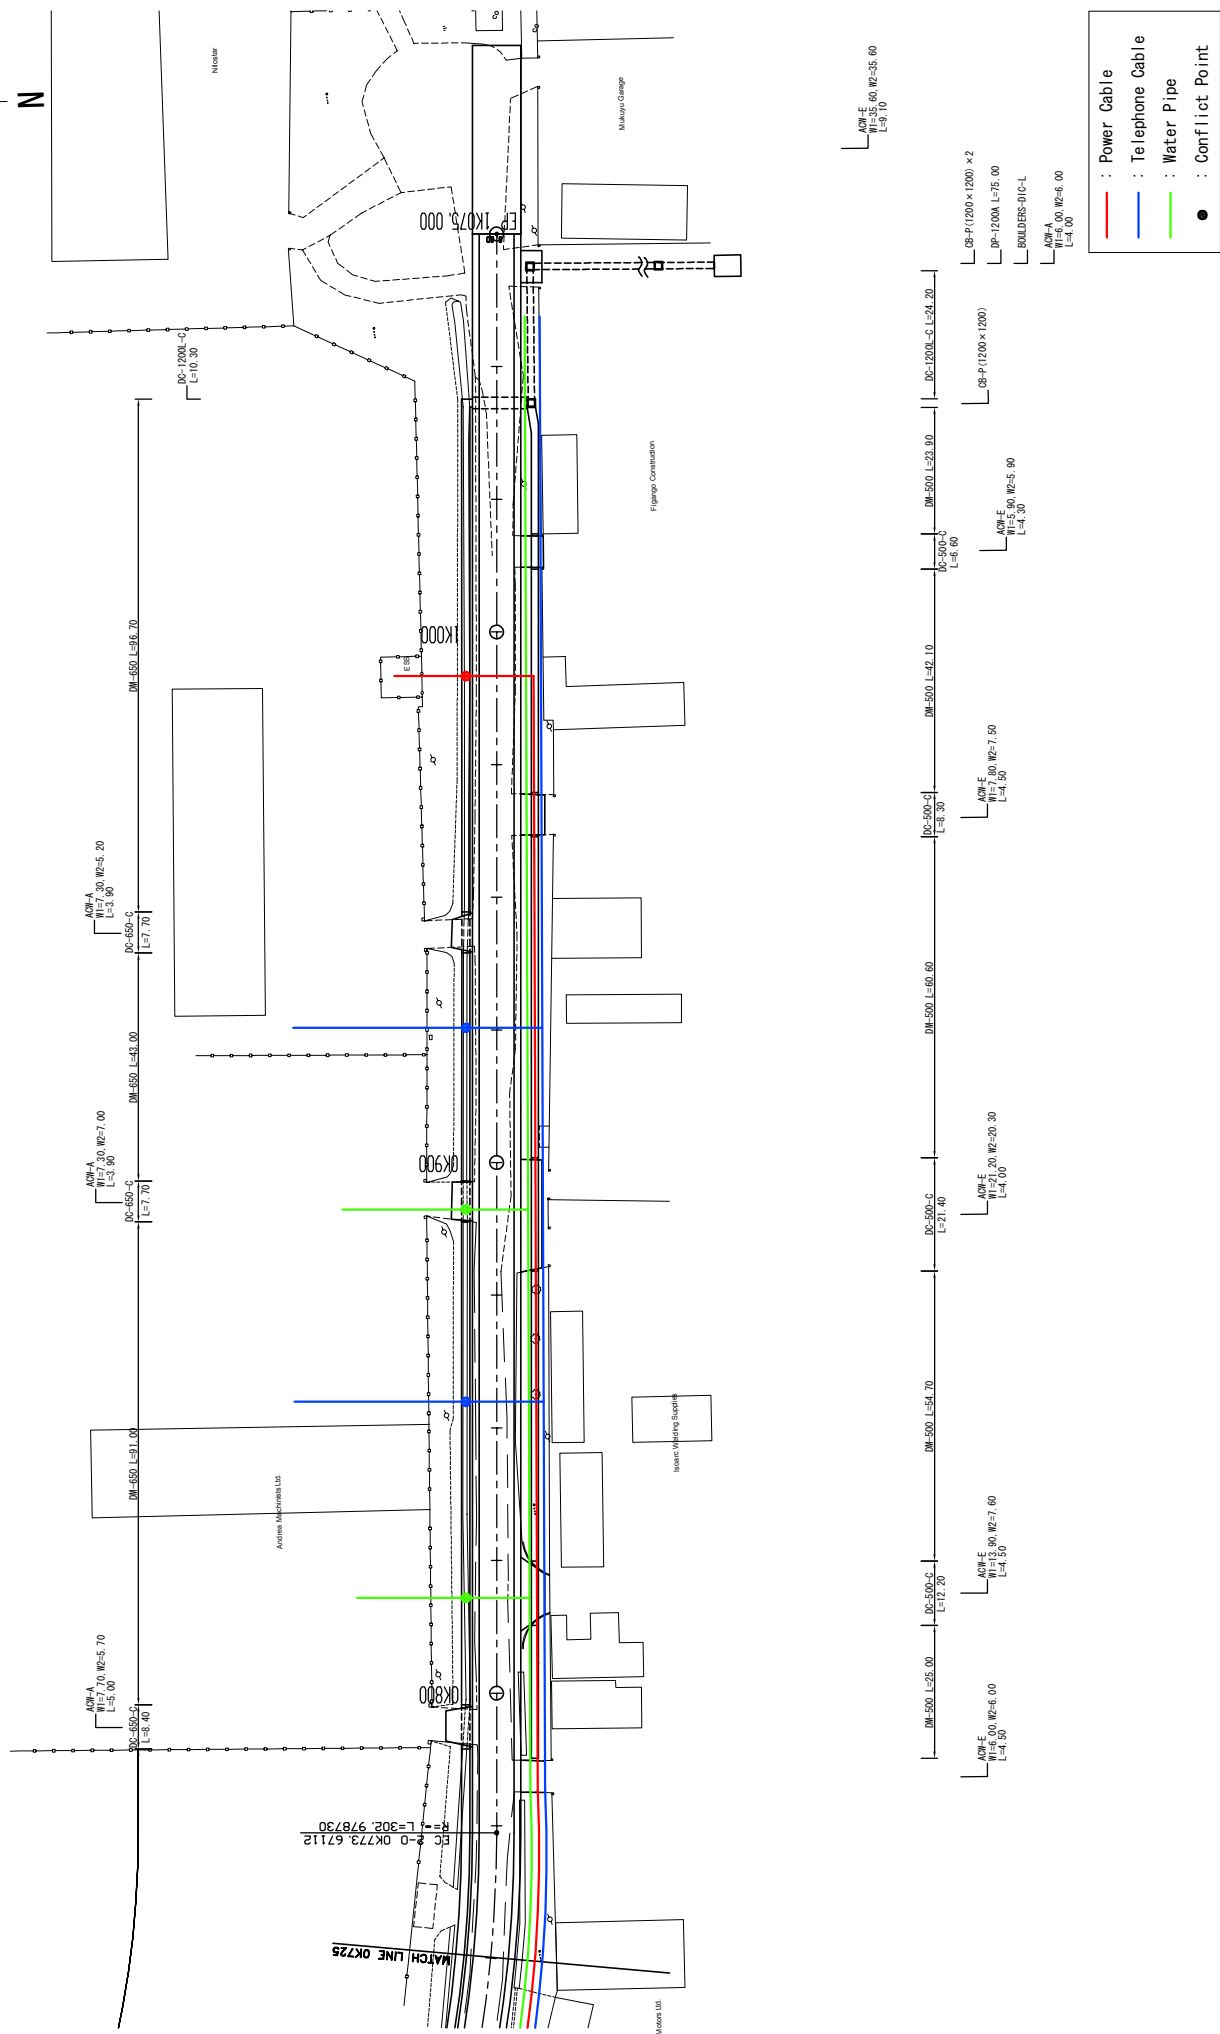 N
Nilostar
Mukuyu Garage
ACW-E
W1=35.60, W2=35.60
L=9.10
: Power Cable
: Telephone Cable
: Water Pipe
: Conflict Point
CB-P(1200×1200)×2
DP-1200A L=75.00
BOULDERS-DIC-L
ACW-A
W1=6.00, W2=6.00
L=4.00
EP 1K075.000
DC-1200L-C
L=10.30
DC-1200L-C L=24.20
CB-P(1200×1200)
Figango Construction
DM-500 L=23.90
ACW-E
W1=5.90, W2=5.90
L=4.30
DC-500-C
L=6.60
DM-650 L=96.70
1K000
ESS
DM-500 L=42.10
ACW-E
W1=7.80, W2=7.50
L=4.50
DC-500-C
L=8.30
ACW-A
W1=7.30, W2=5.20
L=3.90
DC-650-C
L=7.70
DM-500 L=60.60
DM-650 L=43.00
ACW-A
W1=7.30, W2=7.00
L=3.90
DC-650-C
L=7.70
0K900
ACW-E
W1=21.20, W2=20.30
L=4.00
DC-500-C
L=21.40
DM-650 L=91.00
Andrea Machinists Ltd.
Isoarc Welding Supplies
DM-500 L=54.70
ACW-E
W1=13.90, W2=7.60
L=4.50
DC-500-C
L=12.20
ACW-A
W1=7.70, W2=5.70
L=5.00
DC-650-C
L=8.40
0K800
DM-500 L=25.00
ACW-E
W1=6.00, W2=6.00
L=4.50
EC 2-0 0K773.67112
R=∞ L=302.978730
MATCH LINE 0K725
Motors Ltd.